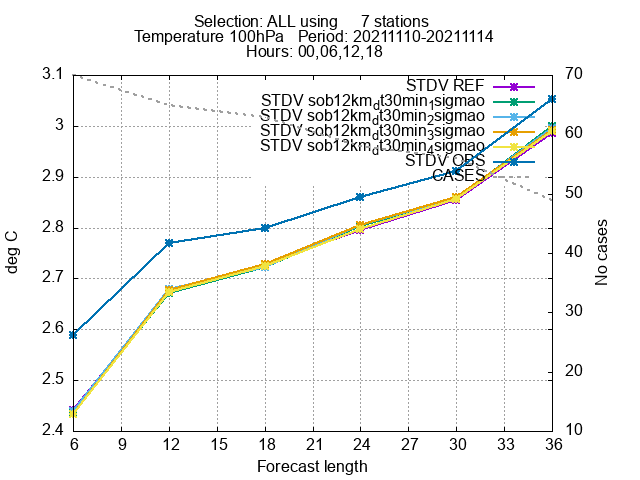 Selection: ALL using 7 stations
Temperature 100hPa Period: 20211110-20211114
Hours: 00,06,12,18
STDV REF
STDV sob12km_dt30min_1sigmao
STDV sob12km_dt30min_2sigmao
STDV sob12km_dt30min_3sigmao
STDV sob12km_dt30min_4sigmao
STDV OBS
CASES
3.1
3
2.9
2.8
2.7
2.6
2.5
2.4
deg C
70
60
50
40
30
20
10
No cases
6 9 12 15 18 21 24 27 30 33 36
Forecast length